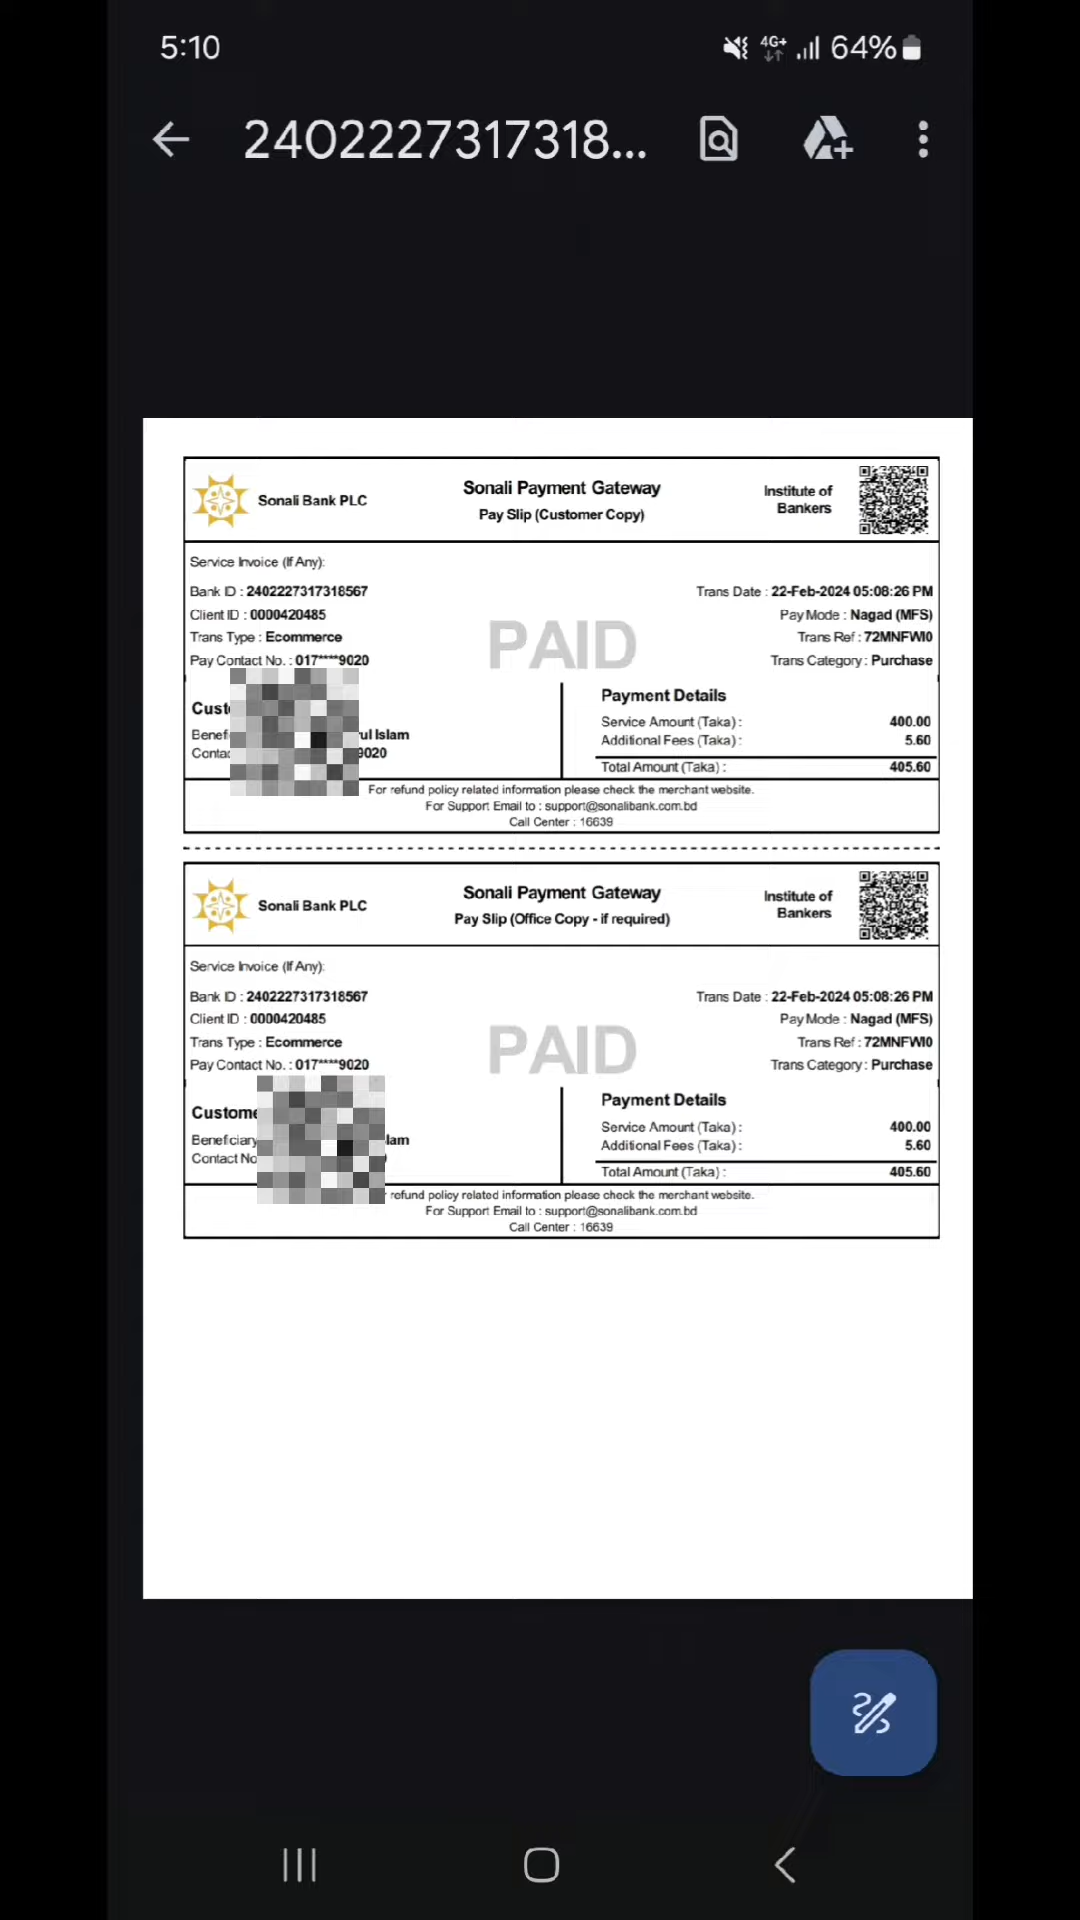 5:10 4G+ 64%
2402227317318...
Sonali Bank PLC
Sonali Payment Gateway
Pay Slip (Customer Copy)
Institute of
Bankers
Service Invoice (If Any):
Bank ID : 2402227317318567 Trans Date : 22-Feb-2024 05:08:26 PM
Client ID : 0000420485 Pay Mode : Nagad (MFS)
Trans Type : Ecommerce Trans Ref : 72MNFWI0
Pay Contact No. : 017****9020 Trans Category : Purchase
PAID
Payment Details
Service Amount (Taka) : 400.00
Islam
Additional Fees (Taka) : 5.60
9020
Total Amount (Taka) : 405.60
For refund policy related information please check the merchant website.
For Support Email to : support@sonalibank.com.bd
Call Center : 16639
Sonali Bank PLC
Sonali Payment Gateway
Pay Slip (Office Copy - if required)
Institute of
Bankers
Service Invoice (If Any):
Bank ID : 2402227317318567 Trans Date : 22-Feb-2024 05:08:26 PM
Client ID : 0000420485 Pay Mode : Nagad (MFS)
Trans Type : Ecommerce Trans Ref : 72MNFWI0
Pay Contact No. : 017****9020 Trans Category : Purchase
PAID
Payment Details
Service Amount (Taka) : 400.00
Beneficiary
Additional Fees (Taka) : 5.60
Contact No
Total Amount (Taka) : 405.60
refund policy related information please check the merchant website.
For Support Email to : support@sonalibank.com.bd
Call Center : 16639